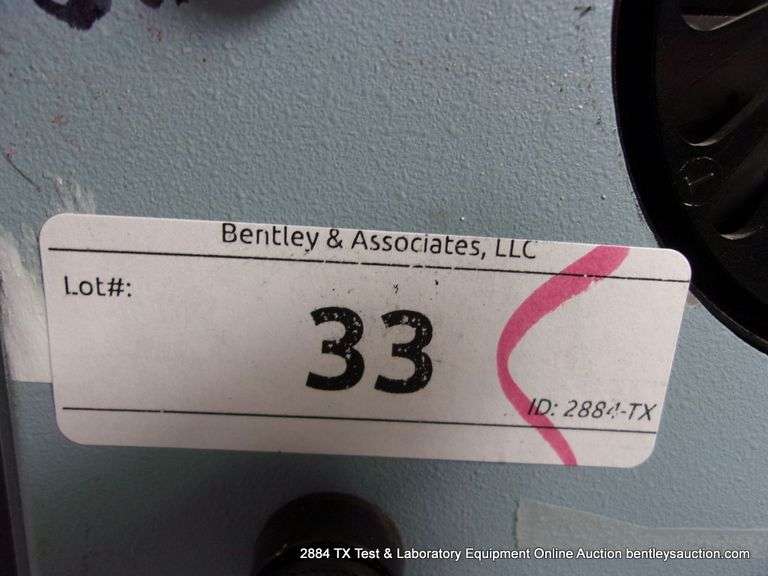 Bentley & Associates, LLC
Lot#:
33
ID: 2884-TX
2884 TX Test & Laboratory Equipment Online Auction bentleysauction.com